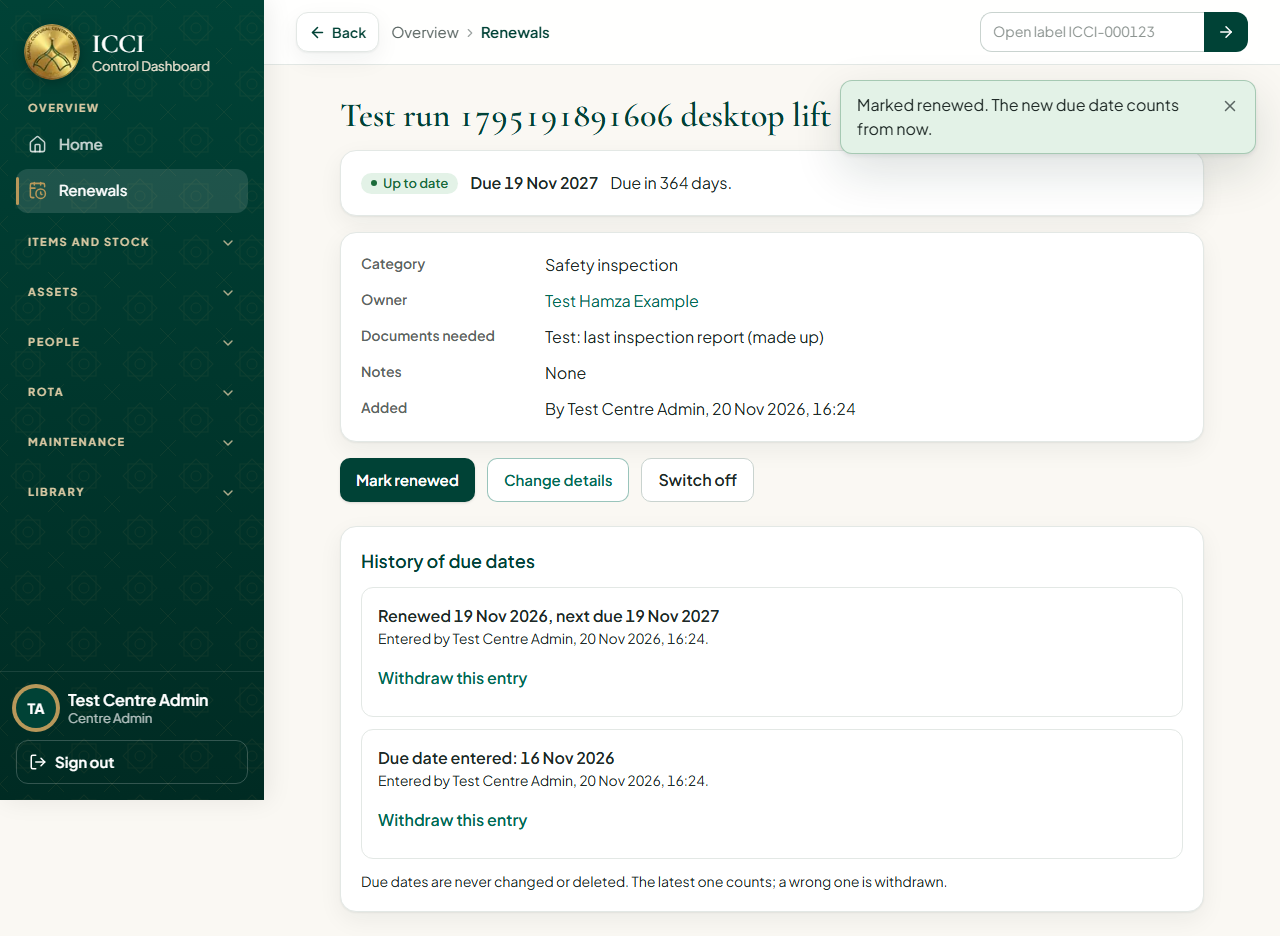 ICCI
Control Dashboard
OVERVIEW
Home
Renewals
ITEMS AND STOCK
ASSETS
PEOPLE
ROTA
MAINTENANCE
LIBRARY
TA
Test Centre Admin
Centre Admin
Sign out
Back
Overview
Renewals
Open label ICCI-000123
Marked renewed. The new due date counts
from now.
Test run 1795191891606 desktop lift
Up to date Due 19 Nov 2027 Due in 364 days.
Category Safety inspection
Owner Test Hamza Example
Documents needed Test: last inspection report (made up)
Notes None
Added By Test Centre Admin, 20 Nov 2026, 16:24
Mark renewed Change details Switch off
History of due dates
Renewed 19 Nov 2026, next due 19 Nov 2027
Entered by Test Centre Admin, 20 Nov 2026, 16:24.
Withdraw this entry
Due date entered: 16 Nov 2026
Entered by Test Centre Admin, 20 Nov 2026, 16:24.
Withdraw this entry
Due dates are never changed or deleted. The latest one counts; a wrong one is withdrawn.